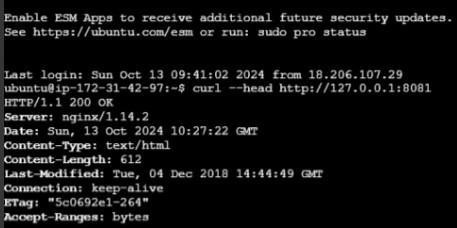 Enable ESM Apps to receive additional future security updates.
See https://ubuntu.com/esm or run: sudo pro status
Last login: Sun Oct 13 09:41:02 2024 from 18.206.107.29
ubuntu@ip-172-31-42-97:~$ curl --head http://127.0.0.1:8081
HTTP/1.1 200 OK
Server: nginx/1.14.2
Date: Sun, 13 Oct 2024 10:27:22 GMT
Content-Type: text/html
Content-Length: 612
Last-Modified: Tue, 04 Dec 2018 14:44:49 GMT
Connection: keep-alive
ETag: "5c0692e1-264"
Accept-Ranges: bytes